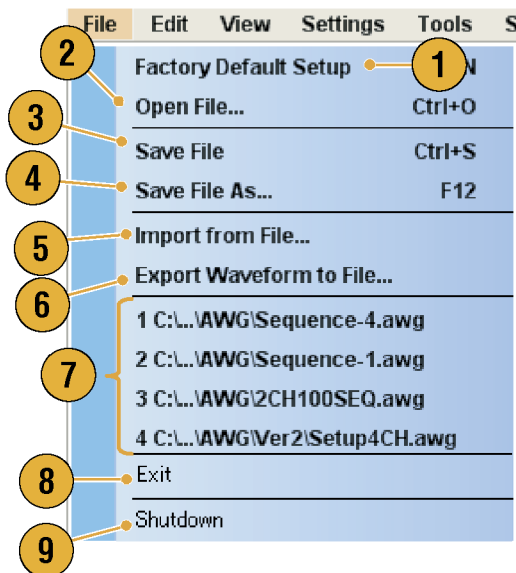 File Edit View Settings Tools S
2 Factory Default Setup 1 N
Open File... Ctrl+O
3 Save File Ctrl+S
4 Save File As... F12
5 Import from File...
6 Export Waveform to File...
1 C:\...\AWG\Sequence-4.awg
2 C:\...\AWG\Sequence-1.awg
7 3 C:\...\AWG\2CH100SEQ.awg
4 C:\...\AWG\Ver2\Setup4CH.awg
8 Exit
9 Shutdown